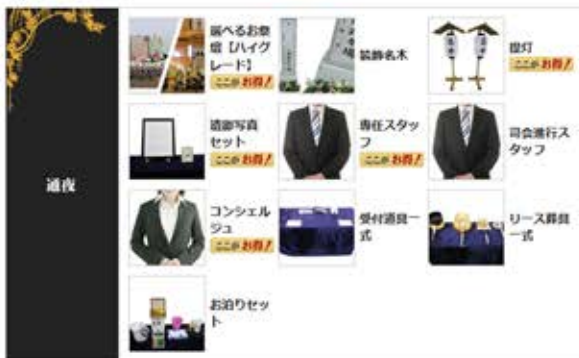 通夜
選べるお祭
壇【ハイグ
レード】
ここが お得!
装飾名木
提灯
ここが お得!
遺影写真
セット
ここが お得!
専任スタッ
フ
ここが お得!
司会進行ス
タッフ
コンシェル
ジュ
ここが お得!
受付道具一
式
リース葬具
一式
お泊りセッ
ト